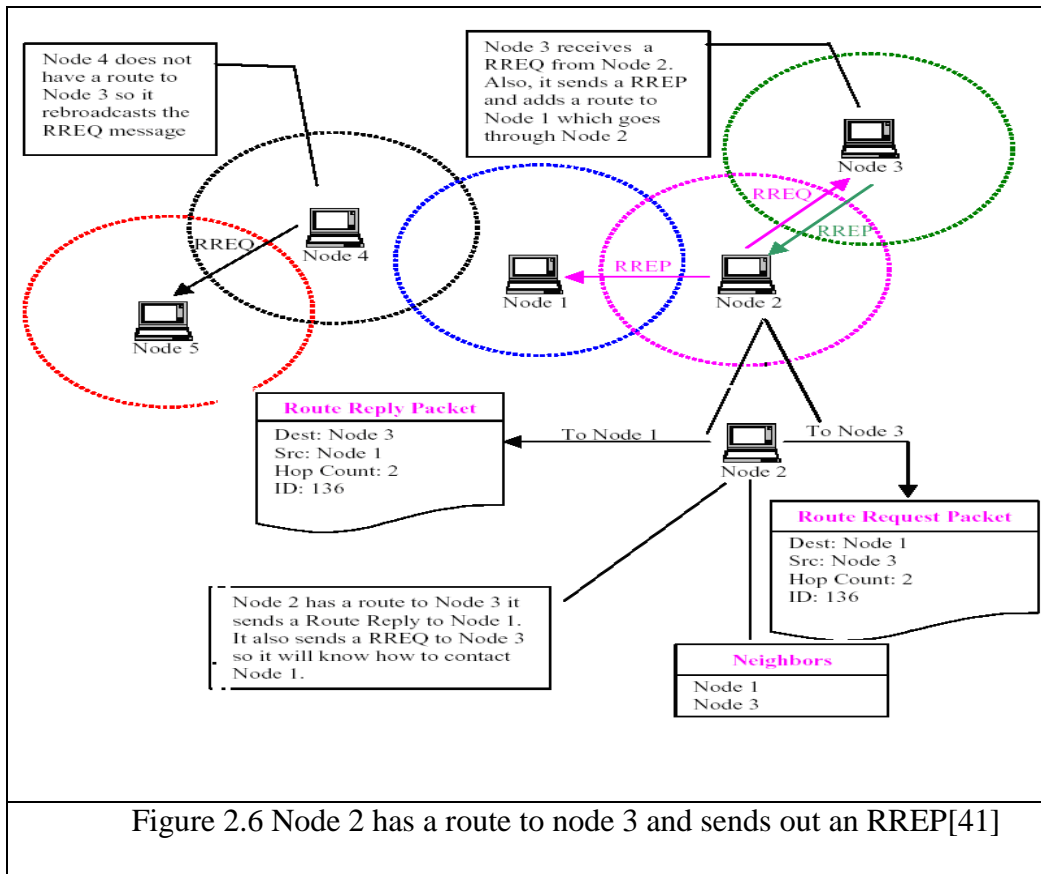 Node 4 does not
have a route to
Node 3 so it
rebroadcasts the
RREQ message
Node 3 receives a
RREQ from Node 2.
Also, it sends a RREP
and adds a route to
Node 1 which goes
through Node 2
Node 3
RREQ
RREP
RREQ
Node 4
RREP
Node 1
Node 2
Node 5
Route Reply Packet
Dest: Node 3
Src: Node 1
Hop Count: 2
ID: 136
To Node 1
To Node 3
Node 2
Route Request Packet
Dest: Node 1
Src: Node 3
Hop Count: 2
ID: 136
Node 2 has a route to Node 3 it
sends a Route Reply to Node 1.
It also sends a RREQ to Node 3
so it will know how to contact
Node 1.
Neighbors
Node 1
Node 3
Figure 2.6 Node 2 has a route to node 3 and sends out an RREP[41]